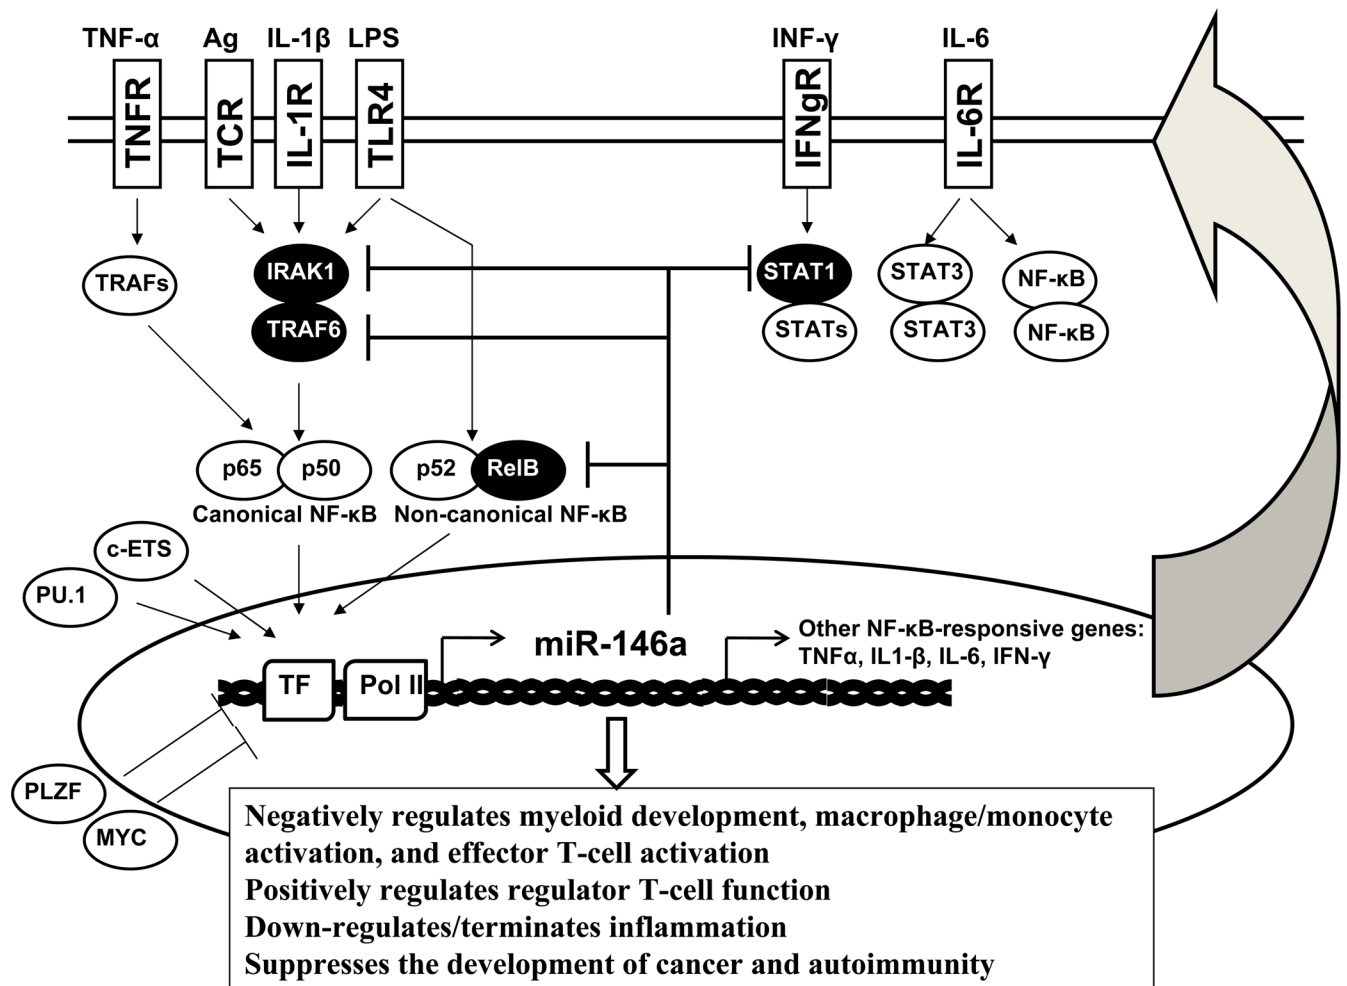 TNF-α Ag IL-1β LPS INF-γ IL-6
TNFR TCR IL-1R TLR4 IFNgR IL-6R
IRAK1 STAT1 STAT3 NF-κB
TRAFs
TRAF6 STATs STAT3 NF-κB
p65 p50 p52 RelB
Canonical NF-κB Non-canonical NF-κB
c-ETS
PU.1
miR-146a
Other NF-κB-responsive genes:
TNFα, IL1-β, IL-6, IFN-γ
TF Pol II
PLZF
MYC
Negatively regulates myeloid development, macrophage/monocyte
activation, and effector T-cell activation
Positively regulates regulator T-cell function
Down-regulates/terminates inflammation
Suppresses the development of cancer and autoimmunity